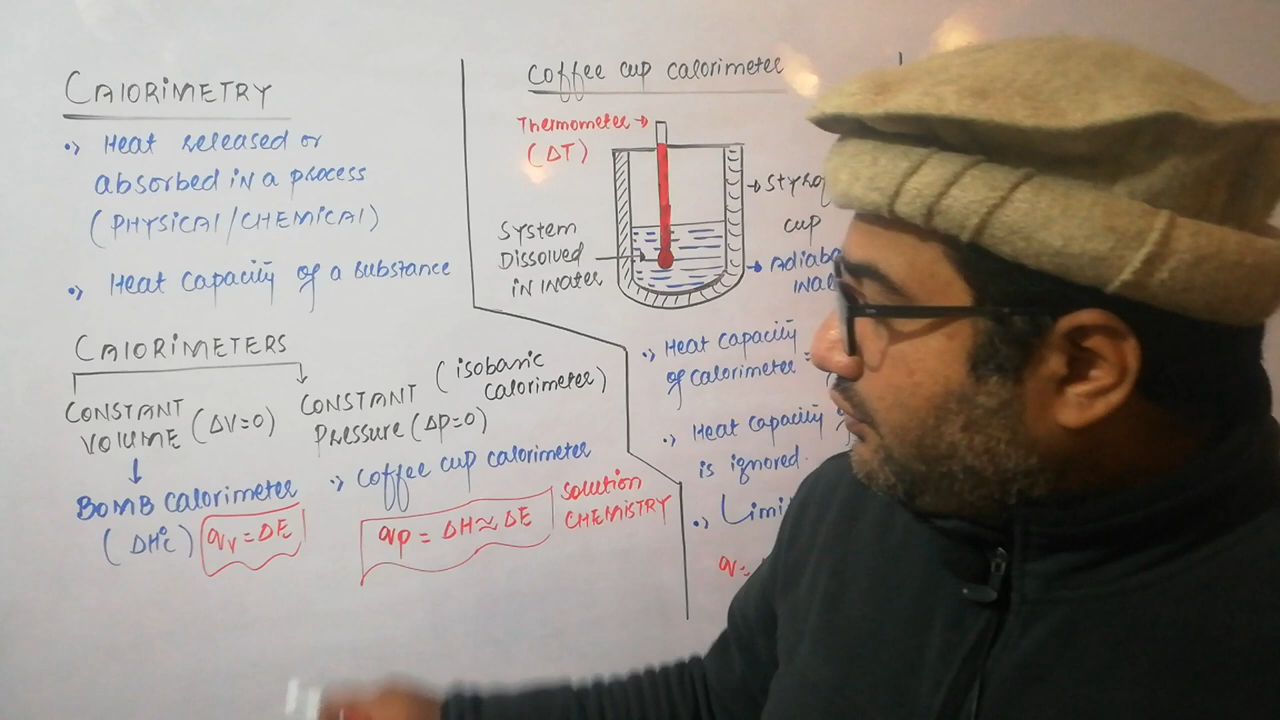 CALORIMETRY
•) Heat released or
absorbed in a process
(PHYSICAL/CHEMICAL)
•) Heat capacity of a substance
CALORIMETERS
CONSTANT
VOLUME (ΔV=0)
BOMB calorimeter
(ΔH°c) qv = ΔE
CONSTANT (isobaric
calorimeter)
Pressure (ΔP=0)
•) Coffee cup calorimeter
qp = ΔH ≈ ΔE
Solution
CHEMISTRY
Coffee cup calorimeter
Thermometer →
(ΔT)
System
Dissolved
in water
cup
•) Heat capacity
of calorimeter =
•) Heat capacity
is ignored.
•)
q =